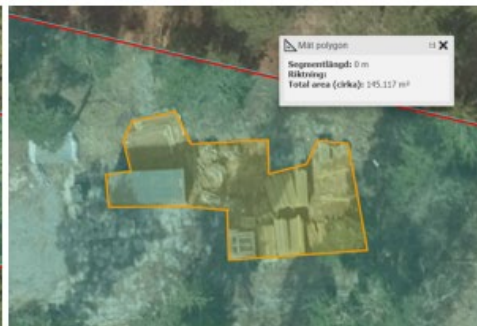 Mät polygon
Segmentlängd: 0 m
Riktning:
Total area (cirka): 145.117 m²